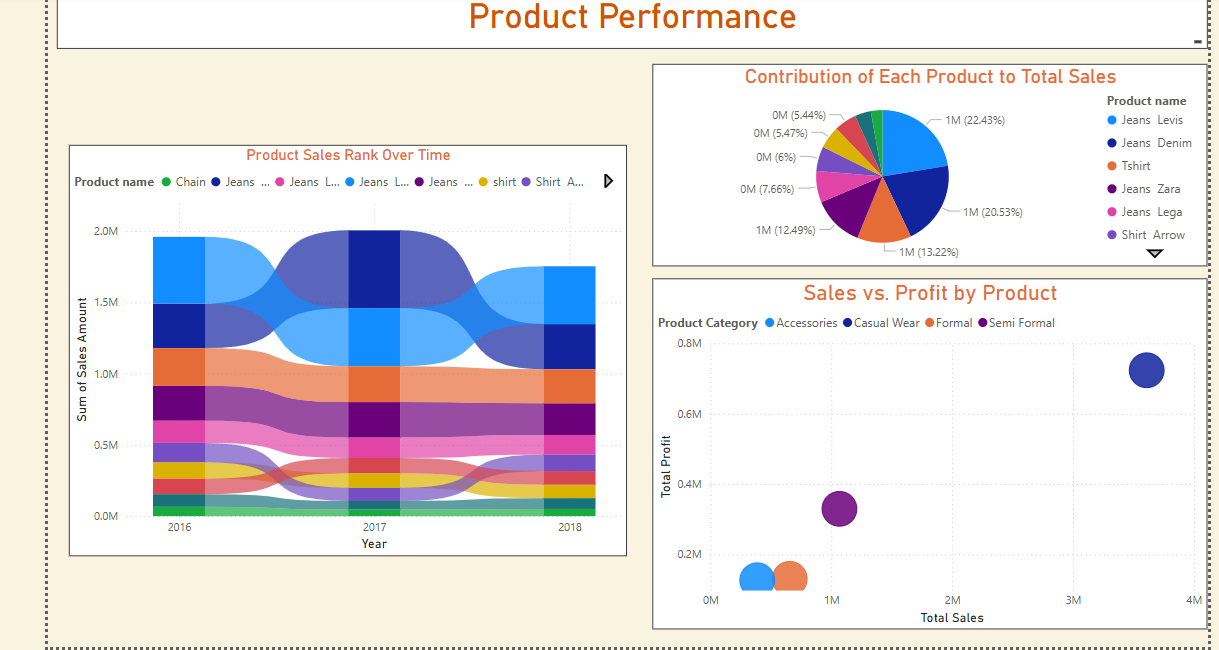 Product Performance
Product Sales Rank Over Time
Product name Chain Jeans ... Jeans L... Jeans L... Jeans ... shirt Shirt A...
Sum of Sales Amount
2.0M
1.5M
1.0M
0.5M
0.0M
2016 2017 2018
Year
Contribution of Each Product to Total Sales
0M (5.44%)
0M (5.47%)
0M (6%)
0M (7.66%)
1M (12.49%)
1M (13.22%)
1M (20.53%)
1M (22.43%)
Product name
Jeans Levis
Jeans Denim
Tshirt
Jeans Zara
Jeans Lega
Shirt Arrow
Sales vs. Profit by Product
Product Category Accessories Casual Wear Formal Semi Formal
Total Profit
0.8M
0.6M
0.4M
0.2M
0M 1M 2M 3M 4M
Total Sales